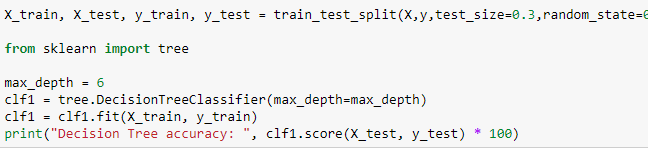 X_train, X_test, y_train, y_test = train_test_split(X,y,test_size=0.3,random_state=0
from sklearn import tree
max_depth = 6
clf1 = tree.DecisionTreeClassifier(max_depth=max_depth)
clf1 = clf1.fit(X_train, y_train)
print("Decision Tree accuracy: ", clf1.score(X_test, y_test) * 100)